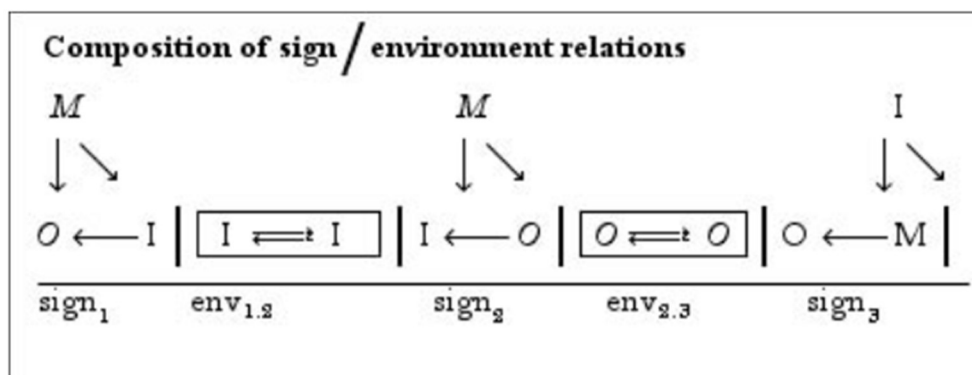 Composition of sign / environment relations
M M I
O ← I | I ⇌ I | I ← O | O ⇌ O | O ← M |
sign₁ env₁.₂ sign₂ env₂.₃ sign₃